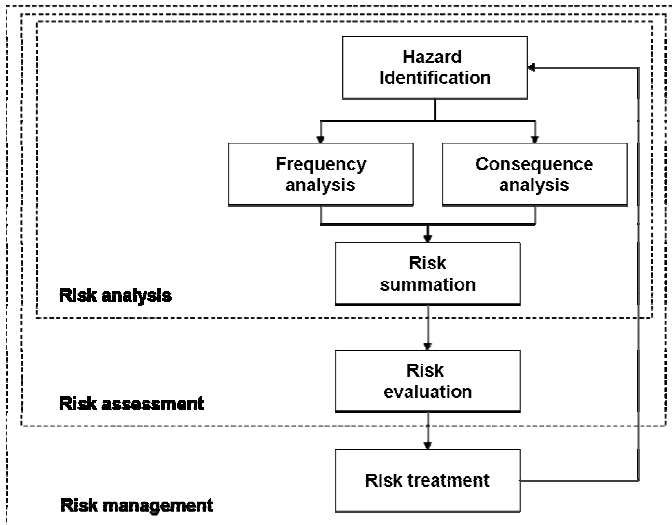 Hazard
Identification
Frequency
analysis
Consequence
analysis
Risk
summation
Risk analysis
Risk
evaluation
Risk assessment
Risk treatment
Risk management